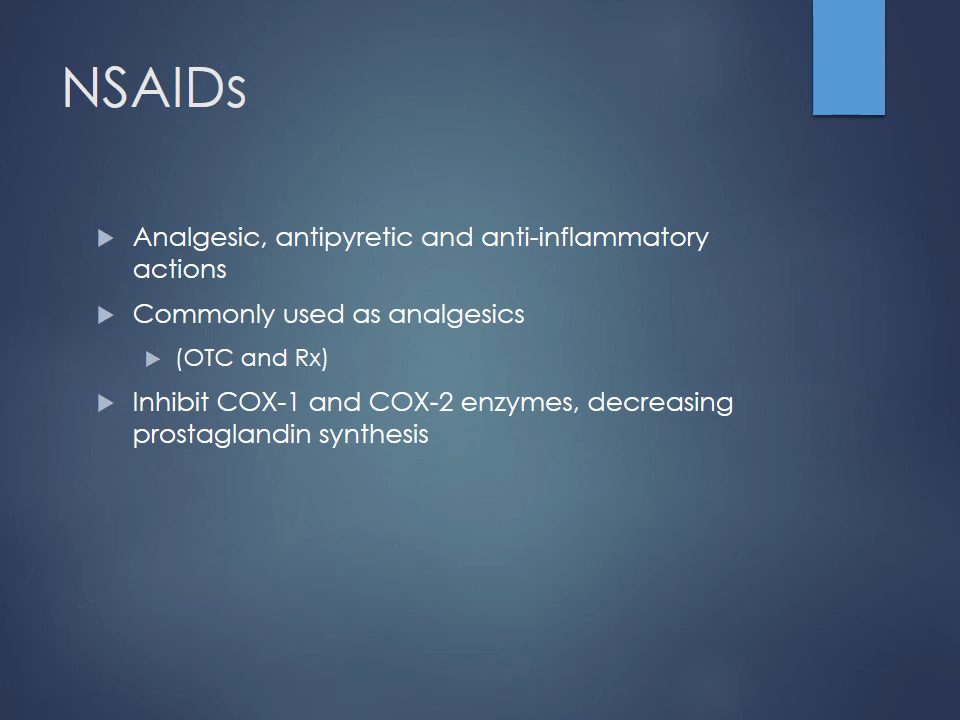 NSAIDs
Analgesic, antipyretic and anti-inflammatory
actions
Commonly used as analgesics
(OTC and Rx)
Inhibit COX-1 and COX-2 enzymes, decreasing
prostaglandin synthesis